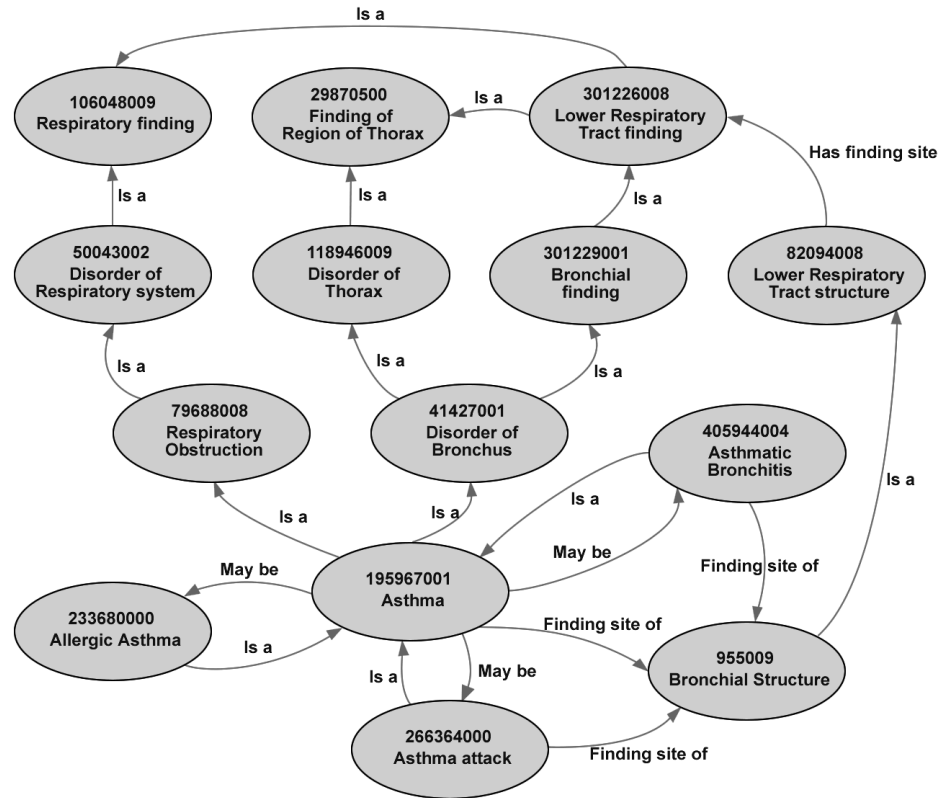 Is a
106048009
Respiratory finding
29870500
Finding of
Region of Thorax
Is a
301226008
Lower Respiratory
Tract finding
Has finding site
Is a
Is a
Is a
50043002
Disorder of
Respiratory system
118946009
Disorder of
Thorax
301229001
Bronchial
finding
82094008
Lower Respiratory
Tract structure
Is a
Is a
Is a
79688008
Respiratory
Obstruction
41427001
Disorder of
Bronchus
405944004
Asthmatic
Bronchitis
Is a
Is a
Is a
Is a
May be
Finding site of
May be
195967001
Asthma
233680000
Allergic Asthma
Is a
Finding site of
955009
Bronchial Structure
Is a
May be
266364000
Asthma attack
Finding site of